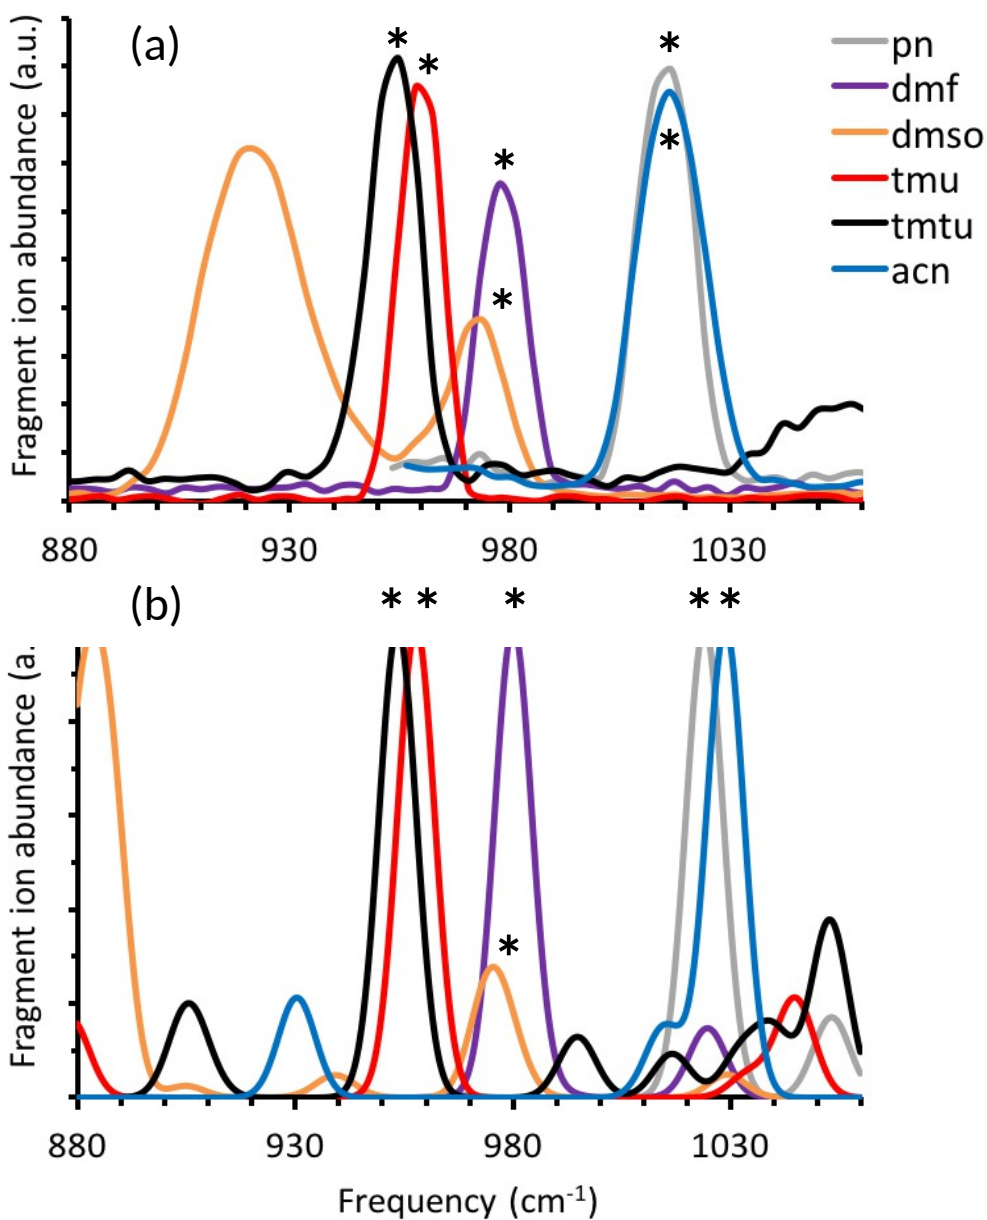 (a)
* * * * * *
Fragment ion abundance (a.u.)
pn
dmf
dmso
tmu
tmtu
acn
880 930 980 1030
(b)
* * * * * *
Fragment ion abundance (a.
880 930 980 1030
Frequency (cm-1)